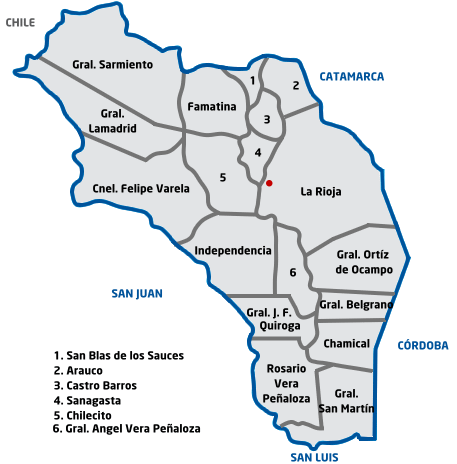 CHILE
Gral. Sarmiento
CATAMARCA
1
2
Famatina
Gral.
Lamadrid
3
4
5
Cnel. Felipe Varela
La Rioja
Independencia
Gral. Ortíz
de Ocampo
6
SAN JUAN
Gral. Belgrano
Gral. J. F.
Quiroga
Chamical
CÓRDOBA
Rosario
Vera
Peñaloza
Gral.
San Martín
1. San Blas de los Sauces
2. Arauco
3. Castro Barros
4. Sanagasta
5. Chilecito
6. Gral. Angel Vera Peñaloza
SAN LUIS